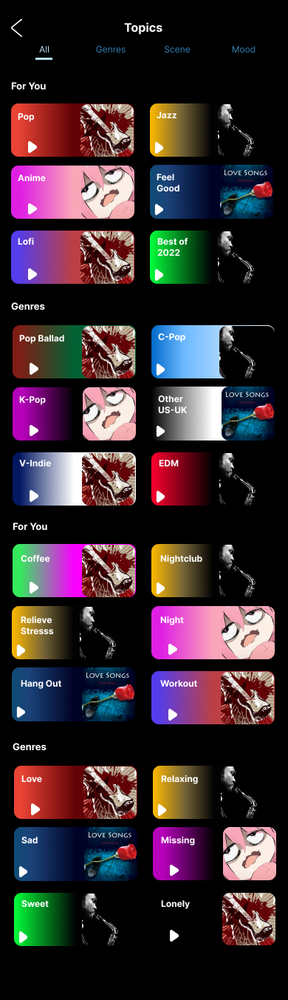 Topics
All
Genres
Scene
Mood
For You
Pop
Jazz
Anime
Feel
Good
LOVE SONGS
Lofi
Best of
2022
Genres
Pop Ballad
C-Pop
K-Pop
Other
US-UK
LOVE SONGS
V-Indie
EDM
For You
Coffee
Nightclub
Relieve
Stresss
Night
Hang Out
LOVE SONGS
Workout
Genres
Love
Relaxing
Sad
LOVE SONGS
Missing
Sweet
Lonely